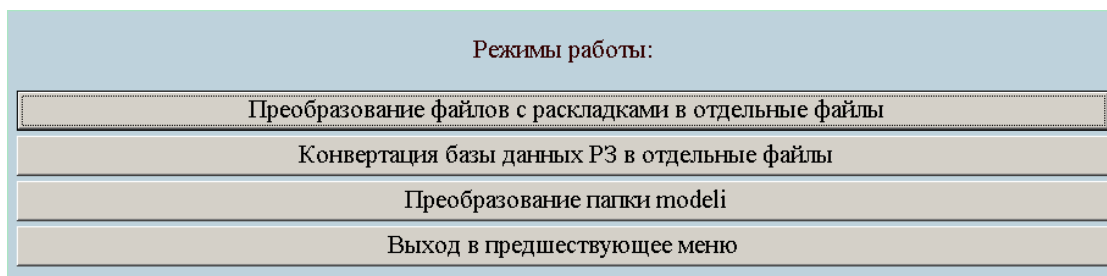 Режимы работы:
Преобразование файлов с раскладками в отдельные файлы
Конвертация базы данных РЗ в отдельные файлы
Преобразование папки modeli
Выход в предшествующее меню